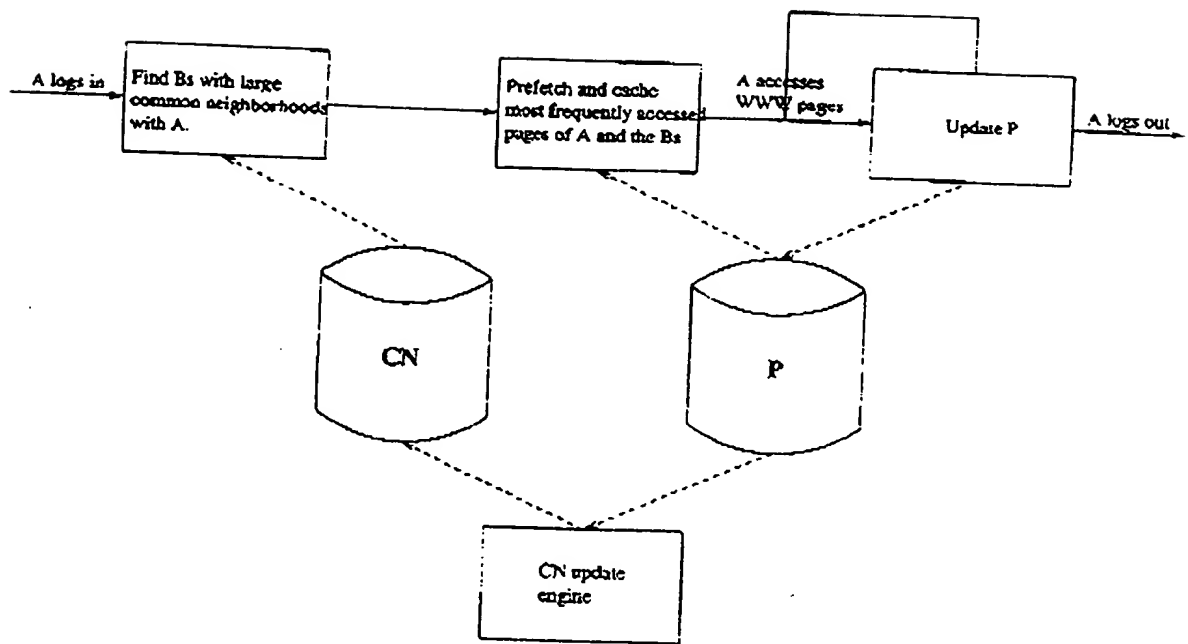 A logs in
Find Bs with large
common neighborhoods
with A.
Prefetch and cache
most frequently accessed
pages of A and the Bs
A accesses
WWW pages
Update P
A logs out
CN
P
CN update
engine